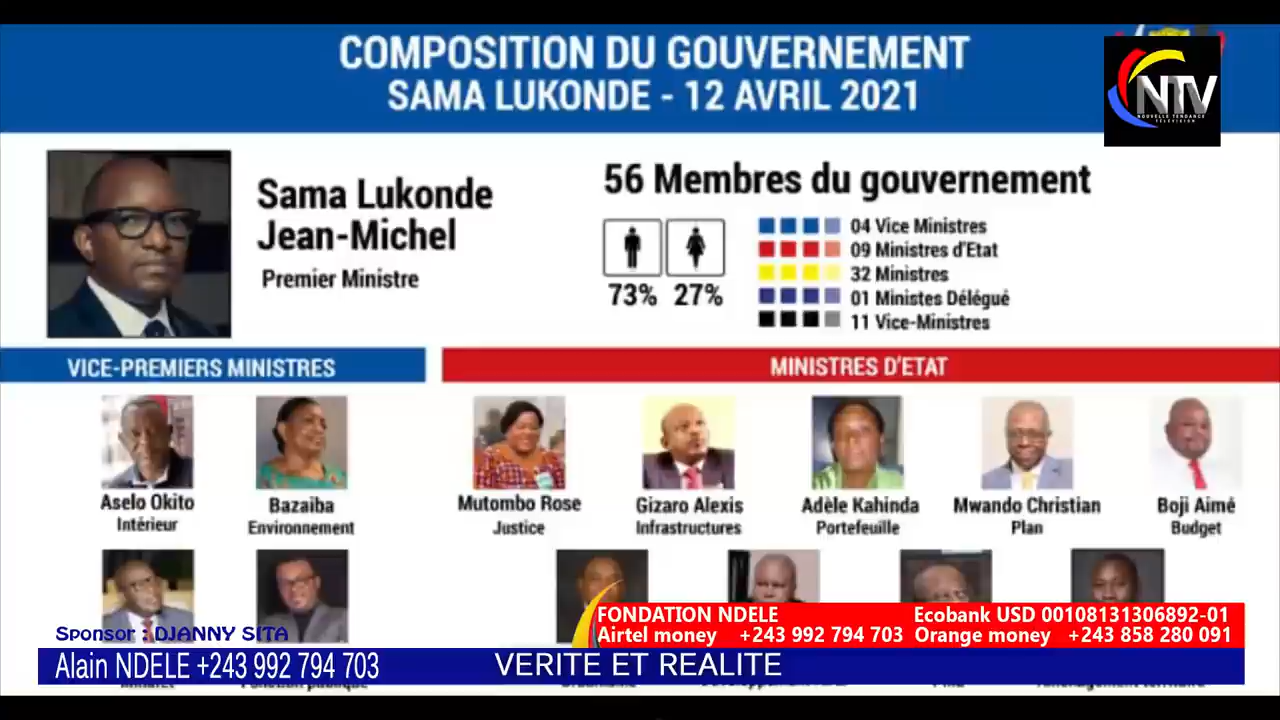 COMPOSITION DU GOUVERNEMENT
SAMA LUKONDE - 12 AVRIL 2021
NTV
NOUVELLE TENDANCE
TELEVISION
Sama Lukonde
Jean-Michel
Premier Ministre
56 Membres du gouvernement
73% 27%
04 Vice Ministres
09 Ministres d'Etat
32 Ministres
01 Ministes Délégué
11 Vice-Ministres
VICE-PREMIERS MINISTRES
MINISTRES D'ETAT
Aselo Okito
Intérieur
Bazaiba
Environnement
Mutombo Rose
Justice
Gizaro Alexis
Infrastructures
Adèle Kahinda
Portefeuille
Mwando Christian
Plan
Boji Aimé
Budget
Sponsor : DJANNY SITA
FONDATION NDELE Ecobank USD 00108131306892-01
Airtel money +243 992 794 703 Orange money +243 858 280 091
Alain NDELE +243 992 794 703
VERITE ET REALITE